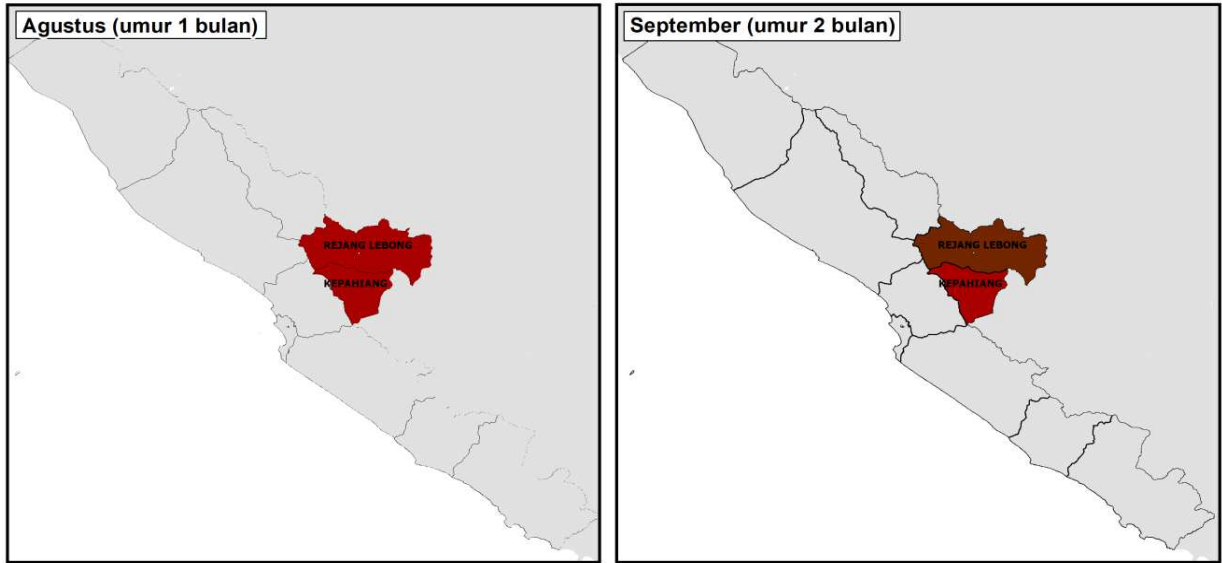 Agustus (umur 1 bulan)
REJANG LEBONG
KEPAHIANG
September (umur 2 bulan)
REJANG LEBONG
KEPAHIANG